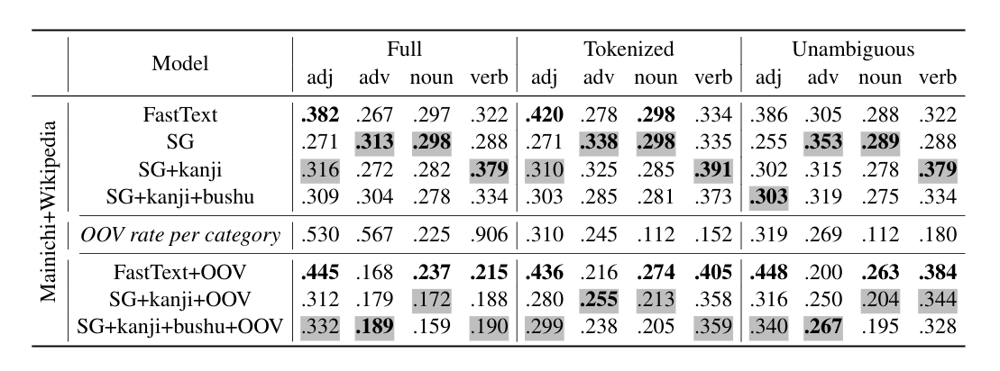 Model Full Tokenized Unambiguous
adj adv noun verb adj adv noun verb adj adv noun verb
Mainichi+Wikipedia
FastText .382 .267 .297 .322 .420 .278 .298 .334 .386 .305 .288 .322
SG .271 .313 .298 .288 .271 .338 .298 .335 .255 .353 .289 .288
SG+kanji .316 .272 .282 .379 .310 .325 .285 .391 .302 .315 .278 .379
SG+kanji+bushu .309 .304 .278 .334 .303 .285 .281 .373 .303 .319 .275 .334
OOV rate per category .530 .567 .225 .906 .310 .245 .112 .152 .319 .269 .112 .180
FastText+OOV .445 .168 .237 .215 .436 .216 .274 .405 .448 .200 .263 .384
SG+kanji+OOV .312 .179 .172 .188 .280 .255 .213 .358 .316 .250 .204 .344
SG+kanji+bushu+OOV .332 .189 .159 .190 .299 .238 .205 .359 .340 .267 .195 .328